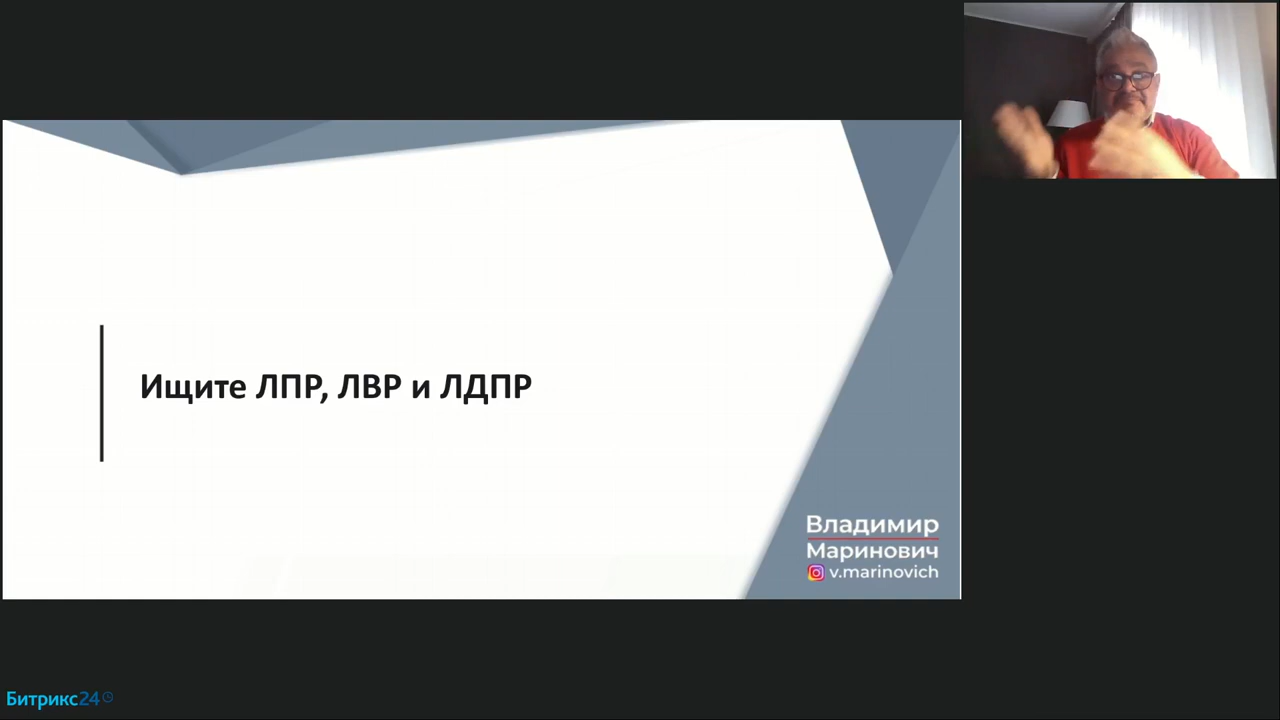 Ищите ЛПР, ЛВР и ЛДПР
Владимир
Маринович
v.marinovich
Битрикс24